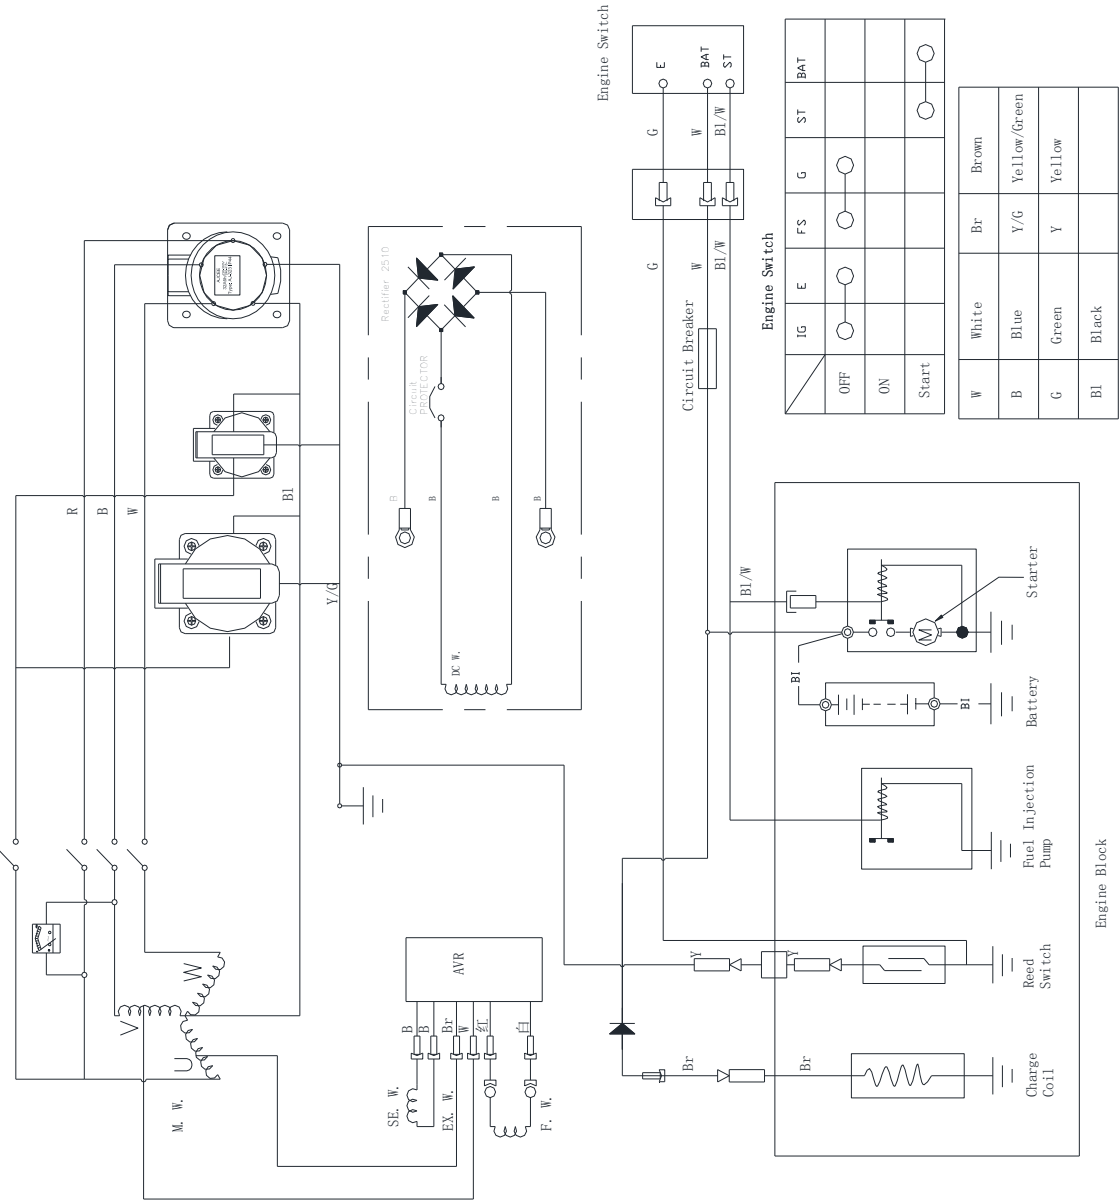 Engine Switch
E
BAT
ST
G
W
Bl/W
G
W
Bl/W
Circuit Breaker
Engine Switch
IG
E
FS
G
ST
BAT
OFF
ON
Start
W
White
Br
Brown
B
Blue
Y/G
Yellow/Green
G
Green
Y
Yellow
Bl
Black
R
B
W
Bl
Y/G
Rectifier 2510
Circuit
PROTECTOR
B
B
B
B
DC W.
W
V
U
M. W.
AVR
B
B
Br
W
红
白
SE. W.
EX. W.
F. W.
Bl/W
M
Starter
BI
BI
Battery
Fuel Injection
Pump
Y
Y
Reed
Switch
Br
Br
Charge
Coil
Engine Block